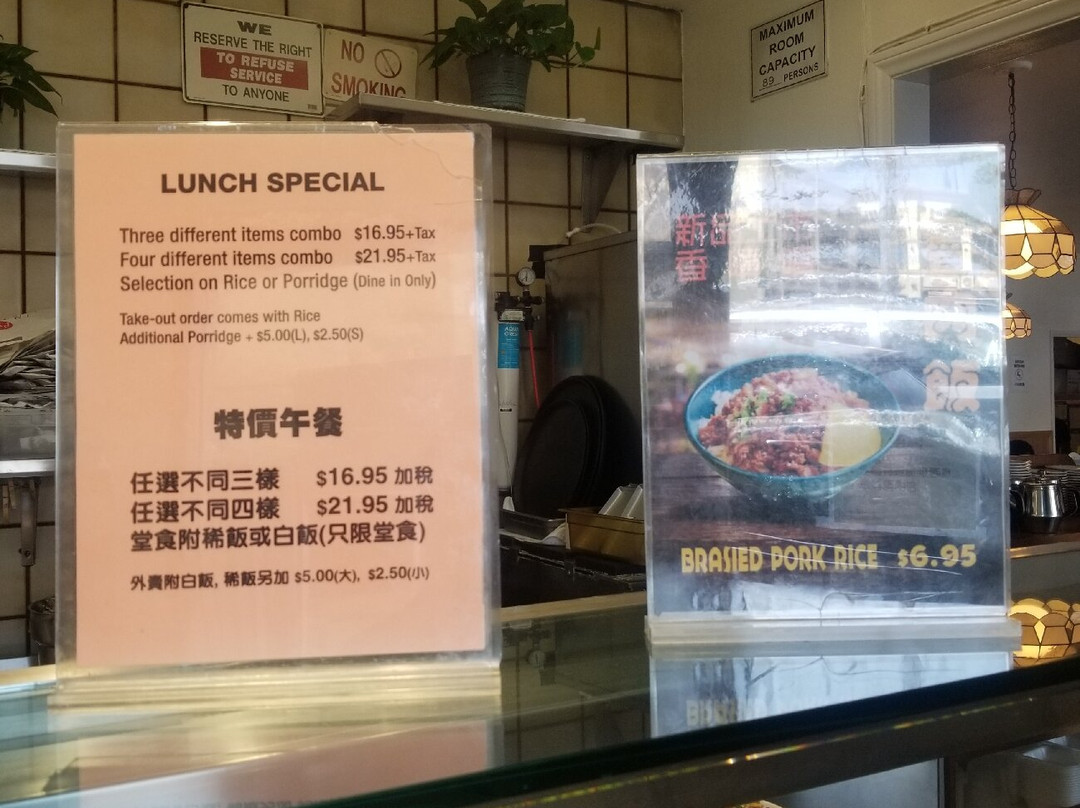 WE
RESERVE THE RIGHT
TO REFUSE
SERVICE
TO ANYONE
NO
SMOKING
MAXIMUM
ROOM
CAPACITY
89 PERSONS
LUNCH SPECIAL
Three different items combo $16.95+Tax
Four different items combo $21.95+Tax
Selection on Rice or Porridge (Dine in Only)
Take-out order comes with Rice
Additional Porridge + $5.00(L), $2.50(S)
特價午餐
任選不同三樣 $16.95 加稅
任選不同四樣 $21.95 加稅
堂食附稀飯或白飯(只限堂食)
外賣附白飯, 稀飯另加 $5.00(大), $2.50(小)
飯
BRASIED PORK RICE $6.95